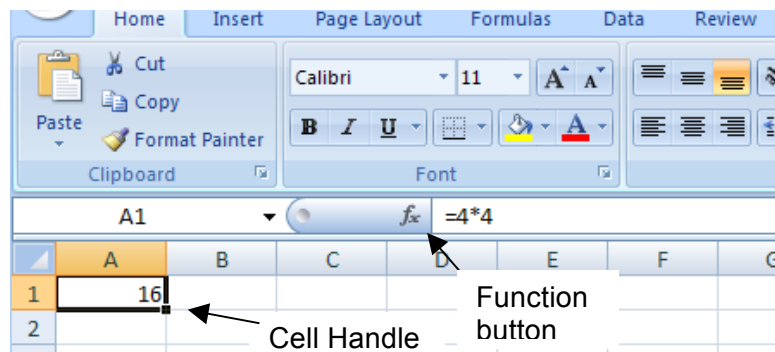 Home Insert Page Layout Formulas Data Review
Cut
Copy
Paste
Format Painter
Clipboard
Calibri 11 A A
B I U A
Font
A1 fx =4*4
A B C D E F G
1 16
2
Function
button
Cell Handle